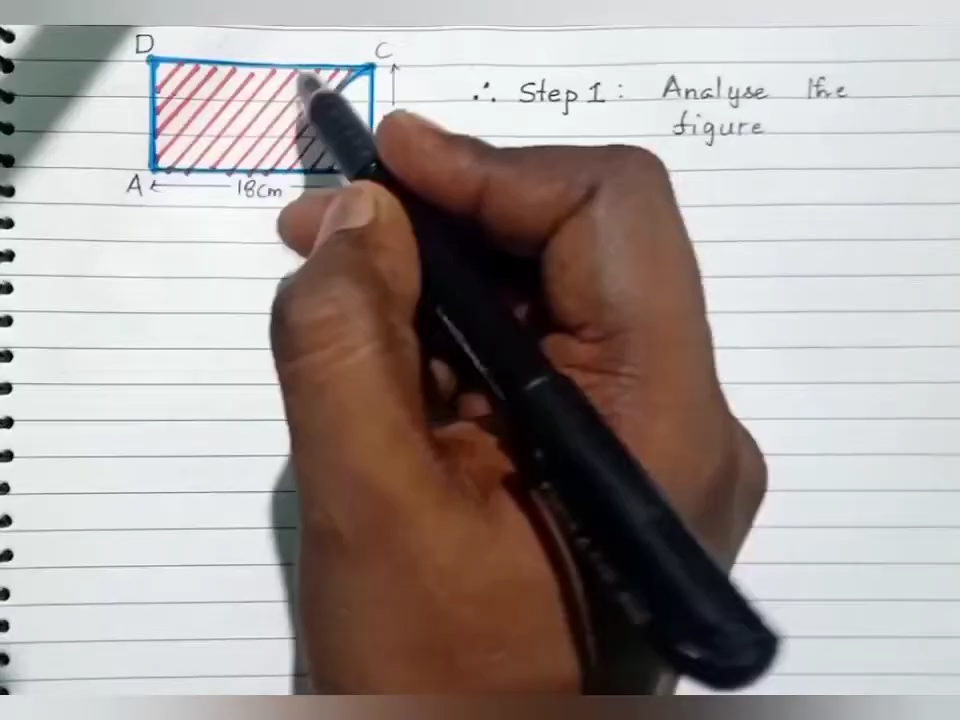 D
C
∴ Step 1 : Analyse the
figure
A
18cm